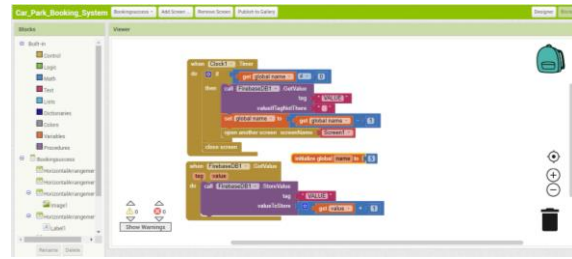 Car_Park_Booking_System
Bookingsuccess
Add Screen ...
Remove Screen
Publish to Gallery
Designer
Blocks
Viewer
Built-in
Control
Logic
Math
Text
Lists
Dictionaries
Colors
Variables
Procedures
Bookingsuccess
HorizontalArrangemer
HorizontalArrangemer
HorizontalArrangemer
Image1
HorizontalArrangemer
Label1
Rename
Delete
when Clock1 .Timer
do if get global name ≠ 0
then call FirebaseDB1 .GetValue
tag " VALUE "
valueIfTagNotThere
set global name to get global name - 1
open another screen screenName Screen1
close screen
initialize global name to 1
when FirebaseDB1 .GotValue
tag value
do call FirebaseDB1 .StoreValue
tag " VALUE "
valueToStore get value + 1
0
0
Show Warnings